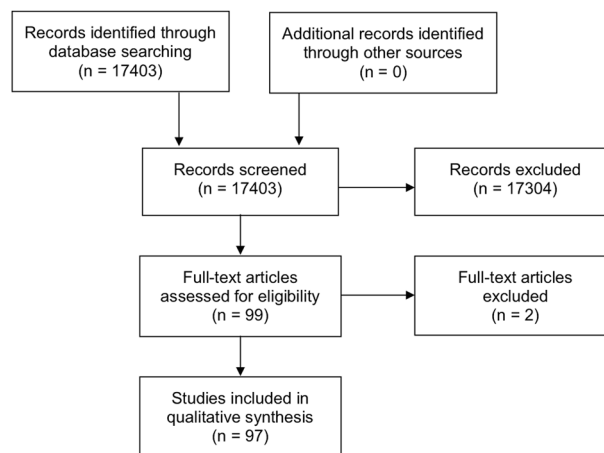 Records identified through
database searching
(n = 17403)
Additional records identified
through other sources
(n = 0)
Records screened
(n = 17403)
Records excluded
(n = 17304)
Full-text articles
assessed for eligibility
(n = 99)
Full-text articles
excluded
(n = 2)
Studies included in
qualitative synthesis
(n = 97)